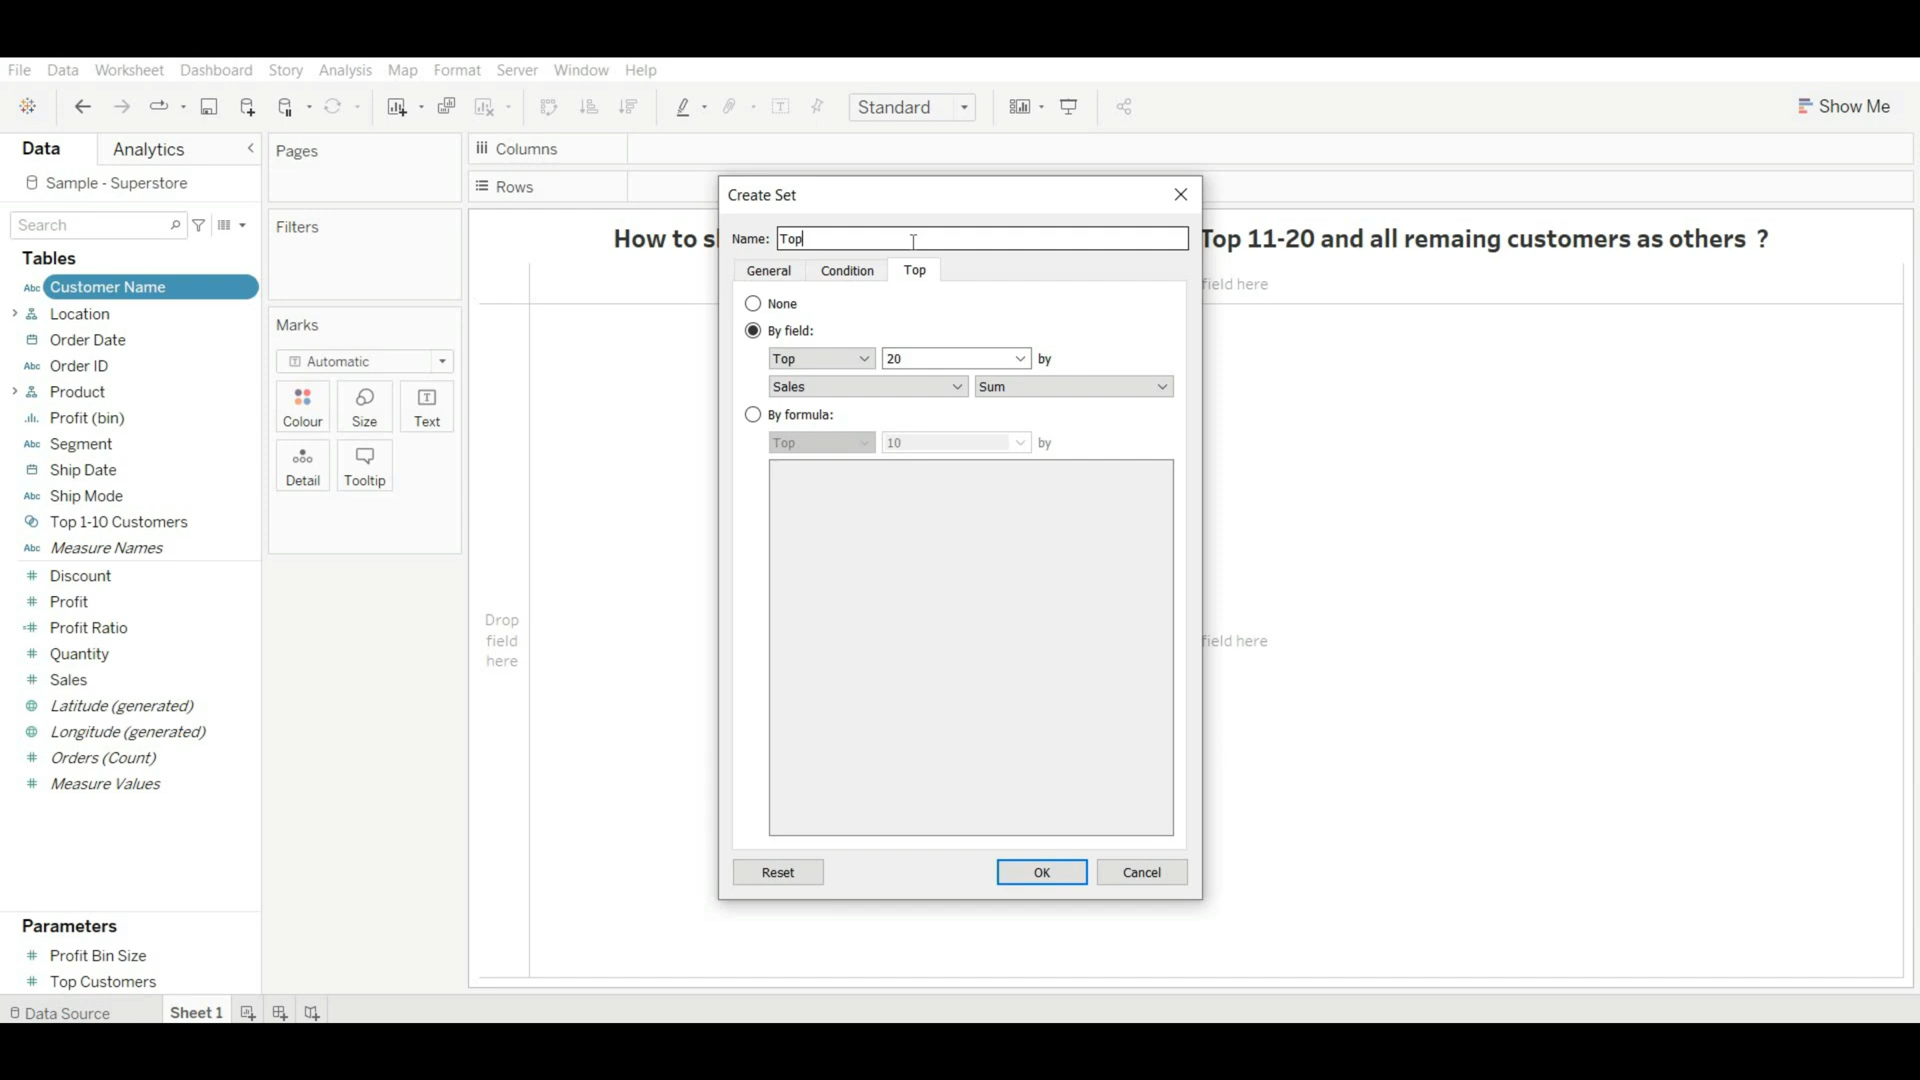 File Data Worksheet Dashboard Story Analysis Map Format Server Window Help
Standard
Show Me
Data Analytics
Sample - Superstore
Search
Tables
Abc Customer Name
Location
Order Date
Abc Order ID
Product
Profit (bin)
Abc Segment
Ship Date
Abc Ship Mode
Top 1-10 Customers
Abc Measure Names
# Discount
# Profit
=# Profit Ratio
# Quantity
# Sales
Latitude (generated)
Longitude (generated)
# Orders (Count)
# Measure Values
Parameters
# Profit Bin Size
# Top Customers
Pages
Filters
Marks
Automatic
Colour Size Text
Detail Tooltip
Columns
Rows
How to s
Top 11-20 and all remaing customers as others ?
field here
Drop
field
here
field here
Create Set
Name: Top
General Condition Top
None
By field:
Top 20 by
Sales Sum
By formula:
Top 10 by
Reset OK Cancel
Data Source Sheet 1